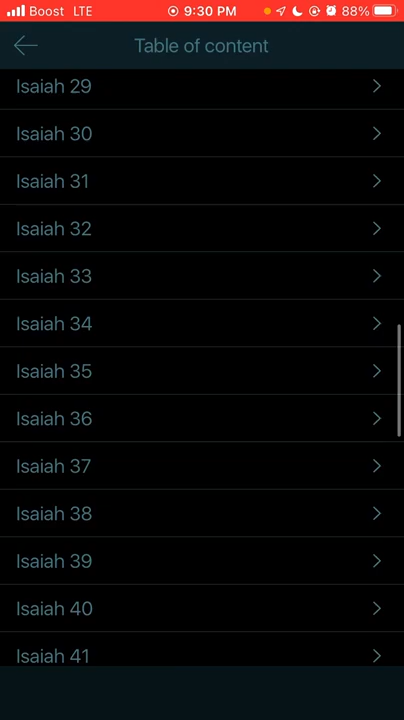 Boost LTE 9:30 PM 88%
Table of content
Isaiah 29
Isaiah 30
Isaiah 31
Isaiah 32
Isaiah 33
Isaiah 34
Isaiah 35
Isaiah 36
Isaiah 37
Isaiah 38
Isaiah 39
Isaiah 40
Isaiah 41